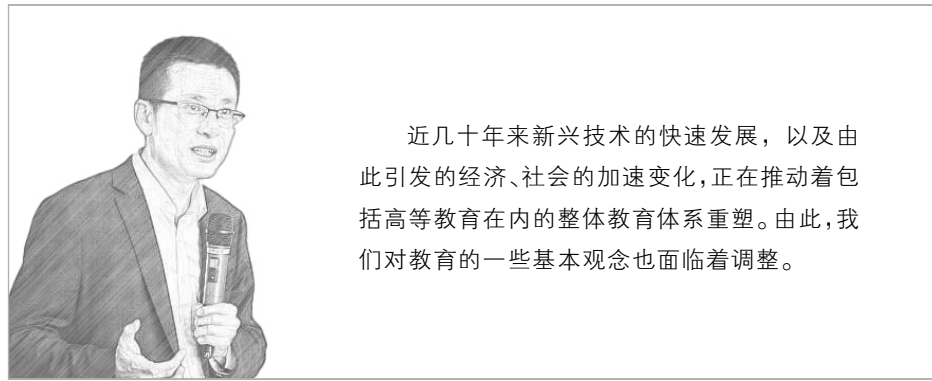 近几十年来新兴技术的快速发展，以及由
此引发的经济、社会的加速变化，正在推动着包
括高等教育在内的整体教育体系重塑。由此，我
们对教育的一些基本观念也面临着调整。